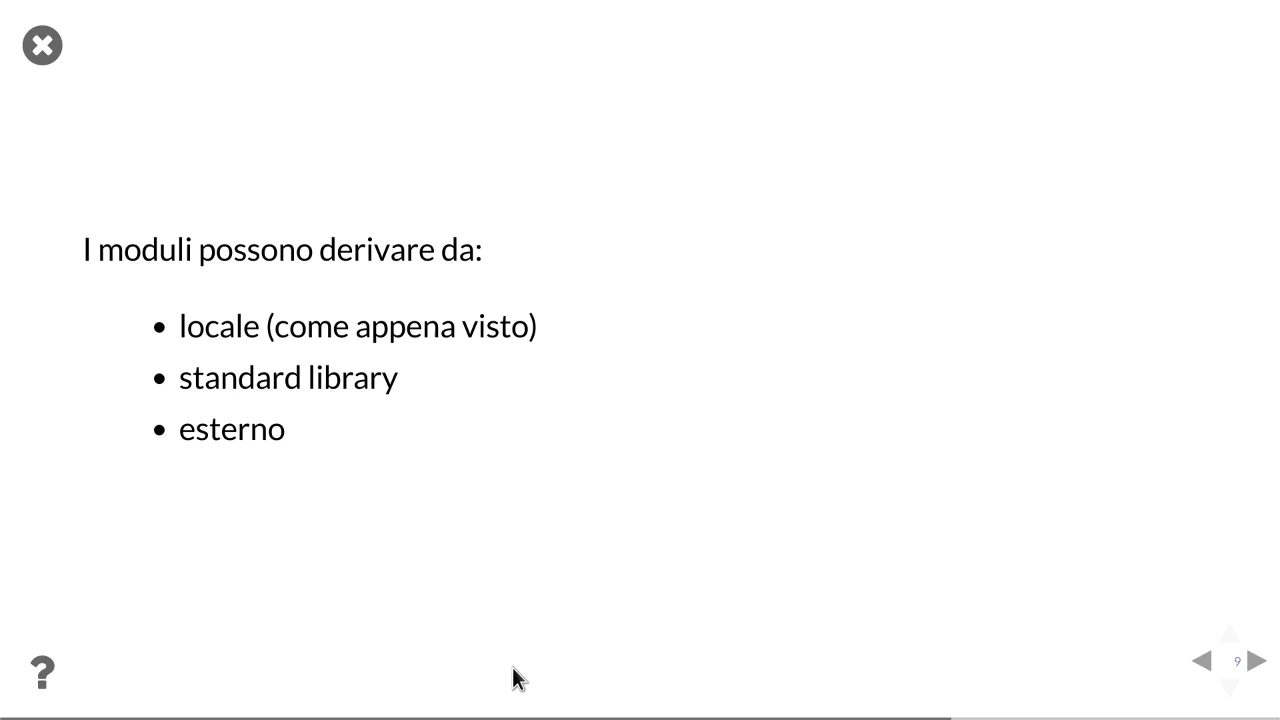 I moduli possono derivare da:
• locale (come appena visto)
• standard library
• esterno
?
9